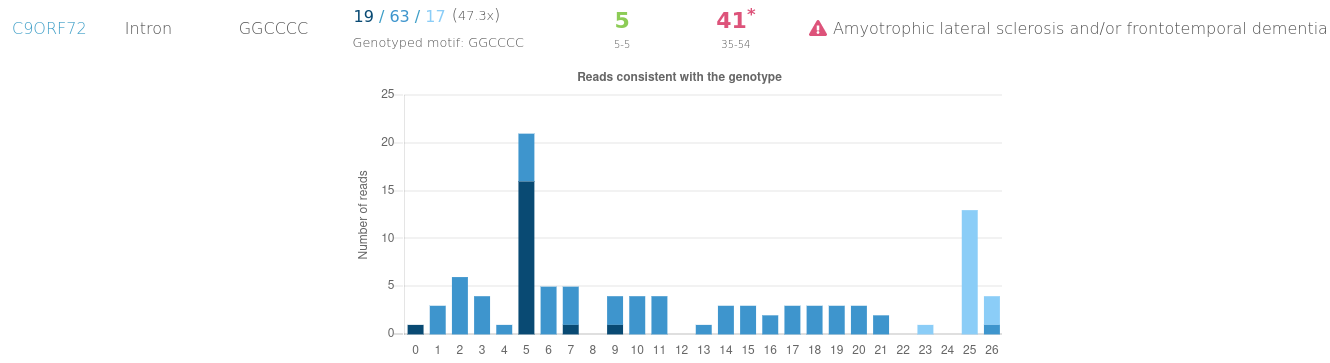 C9ORF72 Intron GGCCCC 19 / 63 / 17 (47.3x) 5 41* Amyotrophic lateral sclerosis and/or frontotemporal dementia
Genotyped motif: GGCCCC 5-5 35-54
Reads consistent with the genotype
25
20
15
10
5
0
Number of reads
0 1 2 3 4 5 6 7 8 9 10 11 12 13 14 15 16 17 18 19 20 21 22 23 24 25 26